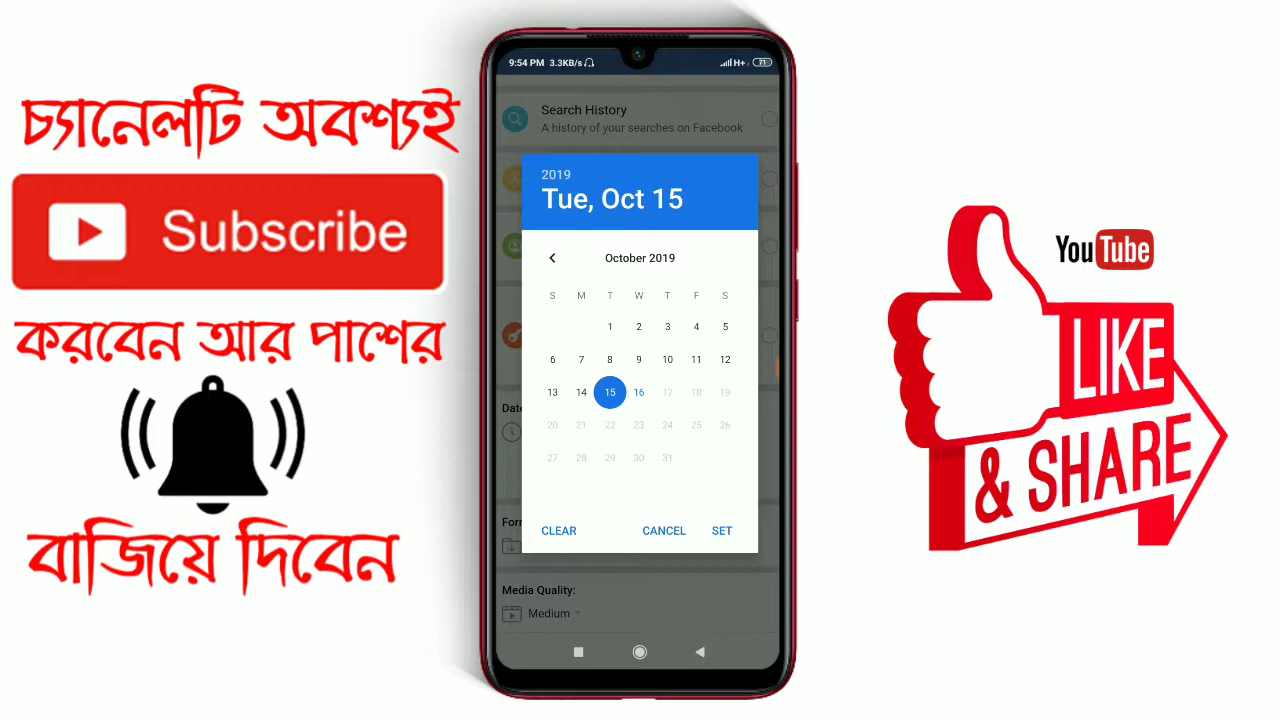 চ্যানেলটি অবশ্যই
Subscribe
করবেন আর পাশের
বাজিয়ে দিবেন
9:54 PM 3.3KB/s H+ 71
Search History
A history of your searches on Facebook
2019
Tue, Oct 15
October 2019
S M T W T F S
1 2 3 4 5
6 7 8 9 10 11 12
13 14 15 16 17 18 19
20 21 22 23 24 25 26
27 28 29 30 31
CLEAR CANCEL SET
Date
Form
Media Quality:
Medium
YouTube
LIKE
& SHARE